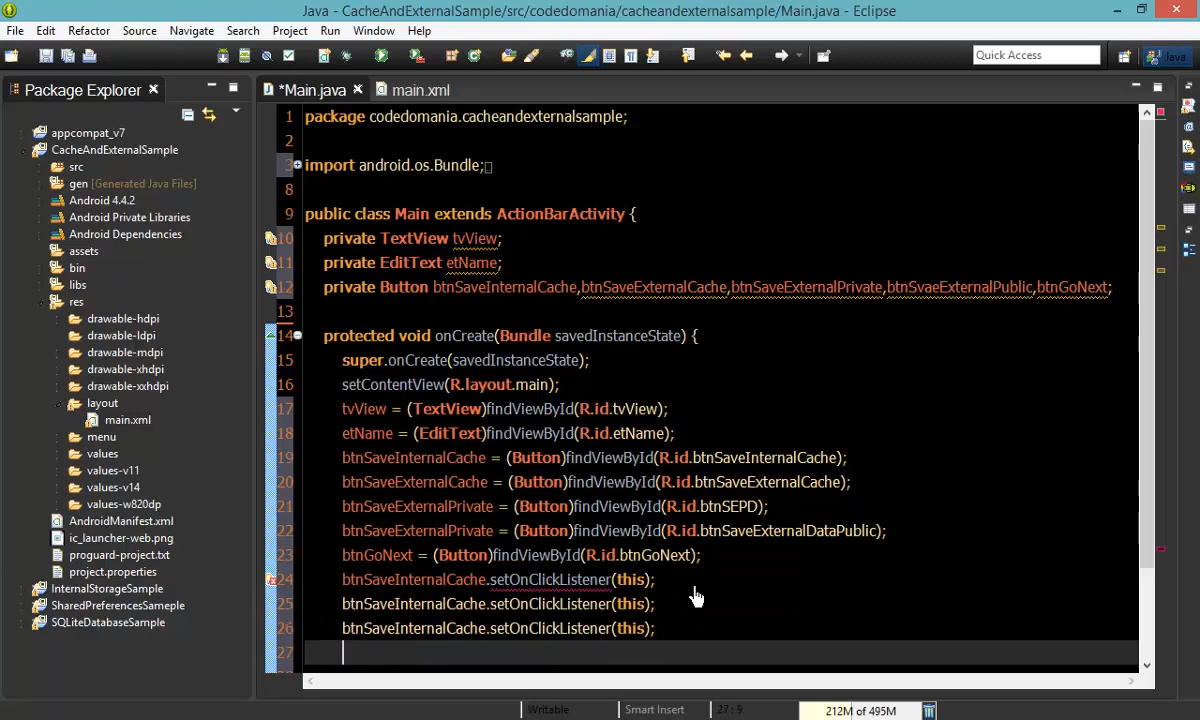 Java - CacheAndExternalSample/src/codedomania/cacheandexternalsample/Main.java - Eclipse
File Edit Refactor Source Navigate Search Project Run Window Help
Quick Access
Java
Package Explorer
*Main.java
main.xml
appcompat_v7
CacheAndExternalSample
src
gen [Generated Java Files]
Android 4.4.2
Android Private Libraries
Android Dependencies
assets
bin
libs
res
drawable-hdpi
drawable-ldpi
drawable-mdpi
drawable-xhdpi
drawable-xxhdpi
layout
main.xml
menu
values
values-v11
values-v14
values-w820dp
AndroidManifest.xml
ic_launcher-web.png
proguard-project.txt
project.properties
InternalStorageSample
SharedPreferencesSameple
SQLiteDatabaseSample
1 package codedomania.cacheandexternalsample;
2
3 import android.os.Bundle;
8
9 public class Main extends ActionBarActivity {
10 private TextView tvView;
11 private EditText etName;
12 private Button btnSaveInternalCache,btnSaveExternalCache,btnSaveExternalPrivate,btnSvaeExternalPublic,btnGoNext;
13
14 protected void onCreate(Bundle savedInstanceState) {
15 super.onCreate(savedInstanceState);
16 setContentView(R.layout.main);
17 tvView = (TextView)findViewById(R.id.tvView);
18 etName = (EditText)findViewById(R.id.etName);
19 btnSaveInternalCache = (Button)findViewById(R.id.btnSaveInternalCache);
20 btnSaveExternalCache = (Button)findViewById(R.id.btnSaveExternalCache);
21 btnSaveExternalPrivate = (Button)findViewById(R.id.btnSEPD);
22 btnSaveExternalPrivate = (Button)findViewById(R.id.btnSaveExternalDataPublic);
23 btnGoNext = (Button)findViewById(R.id.btnGoNext);
24 btnSaveInternalCache.setOnClickListener(this);
25 btnSaveInternalCache.setOnClickListener(this);
26 btnSaveInternalCache.setOnClickListener(this);
27
Writable
Smart Insert
27 : 9
212M of 495M